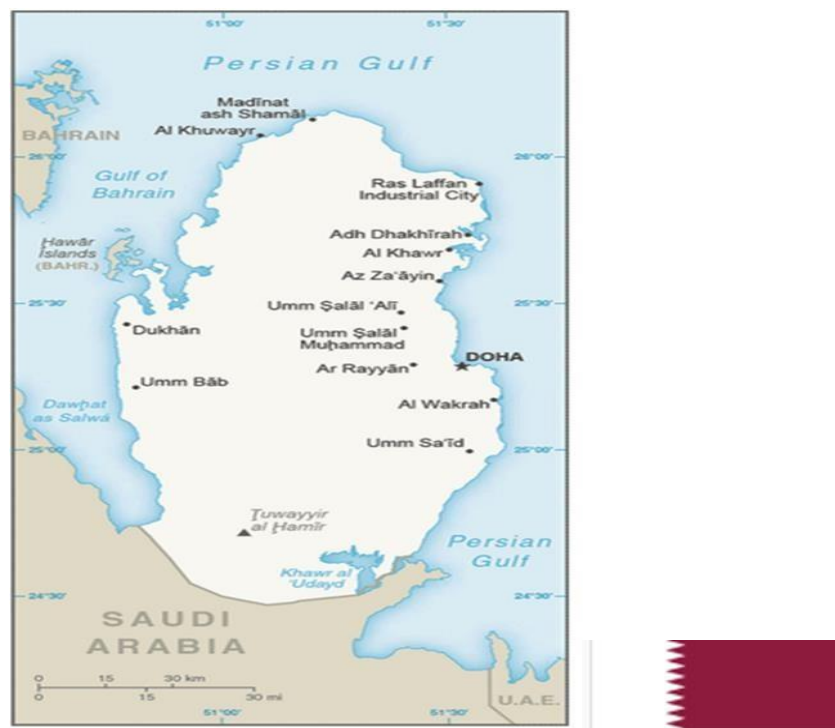 51°00'
51°30'
Persian Gulf
Madīnat
ash Shamāl
Al Khuwayr
BAHRAIN
26°00'
26°00'
Gulf of
Bahrain
Ras Laffan
Industrial City
Adh Dhakhīrah
Ḩawār
Islands
(BAHR.)
Al Khawr
Az Za‘āyin
25°30'
25°30'
Umm Şalāl ‘Alī
Dukhān
Umm Şalāl
Muḩammad
DOHA
Ar Rayyān
Umm Bāb
Dawḩat
as Salwá
Al Wakrah
Umm Sa‘īd
25°00'
25°00'
Ţuwayyir
al Ḩamīr
Persian
Gulf
Khawr al
‘Udayd
24°30'
24°30'
SAUDI
ARABIA
0 15 30 km
0 15 30 mi
U.A.E.
51°00'
51°30'